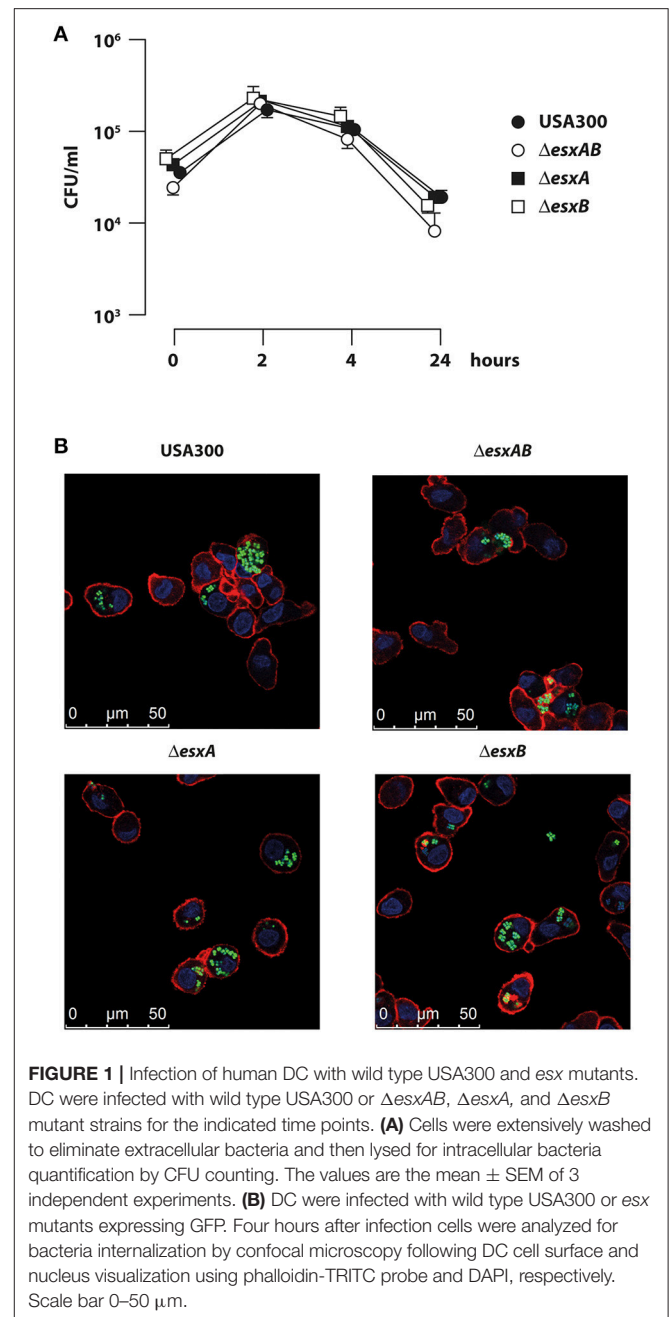 A
10⁶
10⁵
10⁴
10³
CFU/ml
0 2 4 24 hours
USA300
ΔesxAB
ΔesxA
ΔesxB
B
USA300 ΔesxAB
0 µm 50 0 µm 50
ΔesxA ΔesxB
0 µm 50 0 µm 50
FIGURE 1 | Infection of human DC with wild type USA300 and esx mutants.
DC were infected with wild type USA300 or ΔesxAB, ΔesxA, and ΔesxB
mutant strains for the indicated time points. (A) Cells were extensively washed
to eliminate extracellular bacteria and then lysed for intracellular bacteria
quantification by CFU counting. The values are the mean ± SEM of 3
independent experiments. (B) DC were infected with wild type USA300 or esx
mutants expressing GFP. Four hours after infection cells were analyzed for
bacteria internalization by confocal microscopy following DC cell surface and
nucleus visualization using phalloidin-TRITC probe and DAPI, respectively.
Scale bar 0–50 µm.